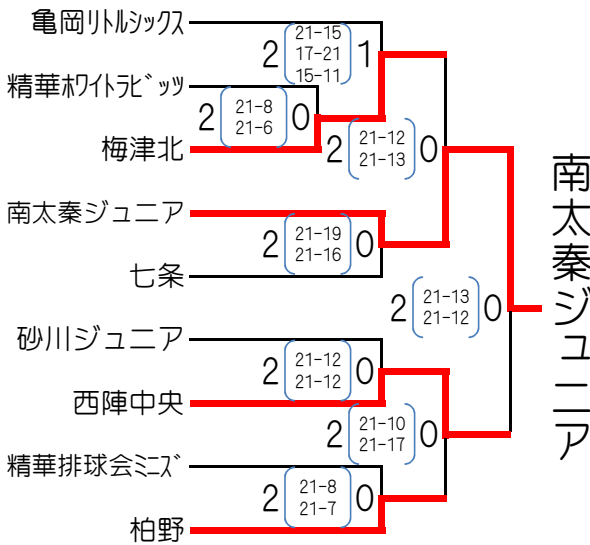 亀岡リトルシックス
2 21-15 1
17-21
15-11
精華ホワイトラビッツ
2 21-8 0
21-6
梅津北
2 21-12 0
21-13
南太秦ジュニア
2 21-19 0
21-16
七条
2 21-13 0
21-12
砂川ジュニア
2 21-12 0
21-12
西陣中央
2 21-10 0
21-17
精華排球会ミニズ
2 21-8 0
21-7
柏野
南太秦ジュニア